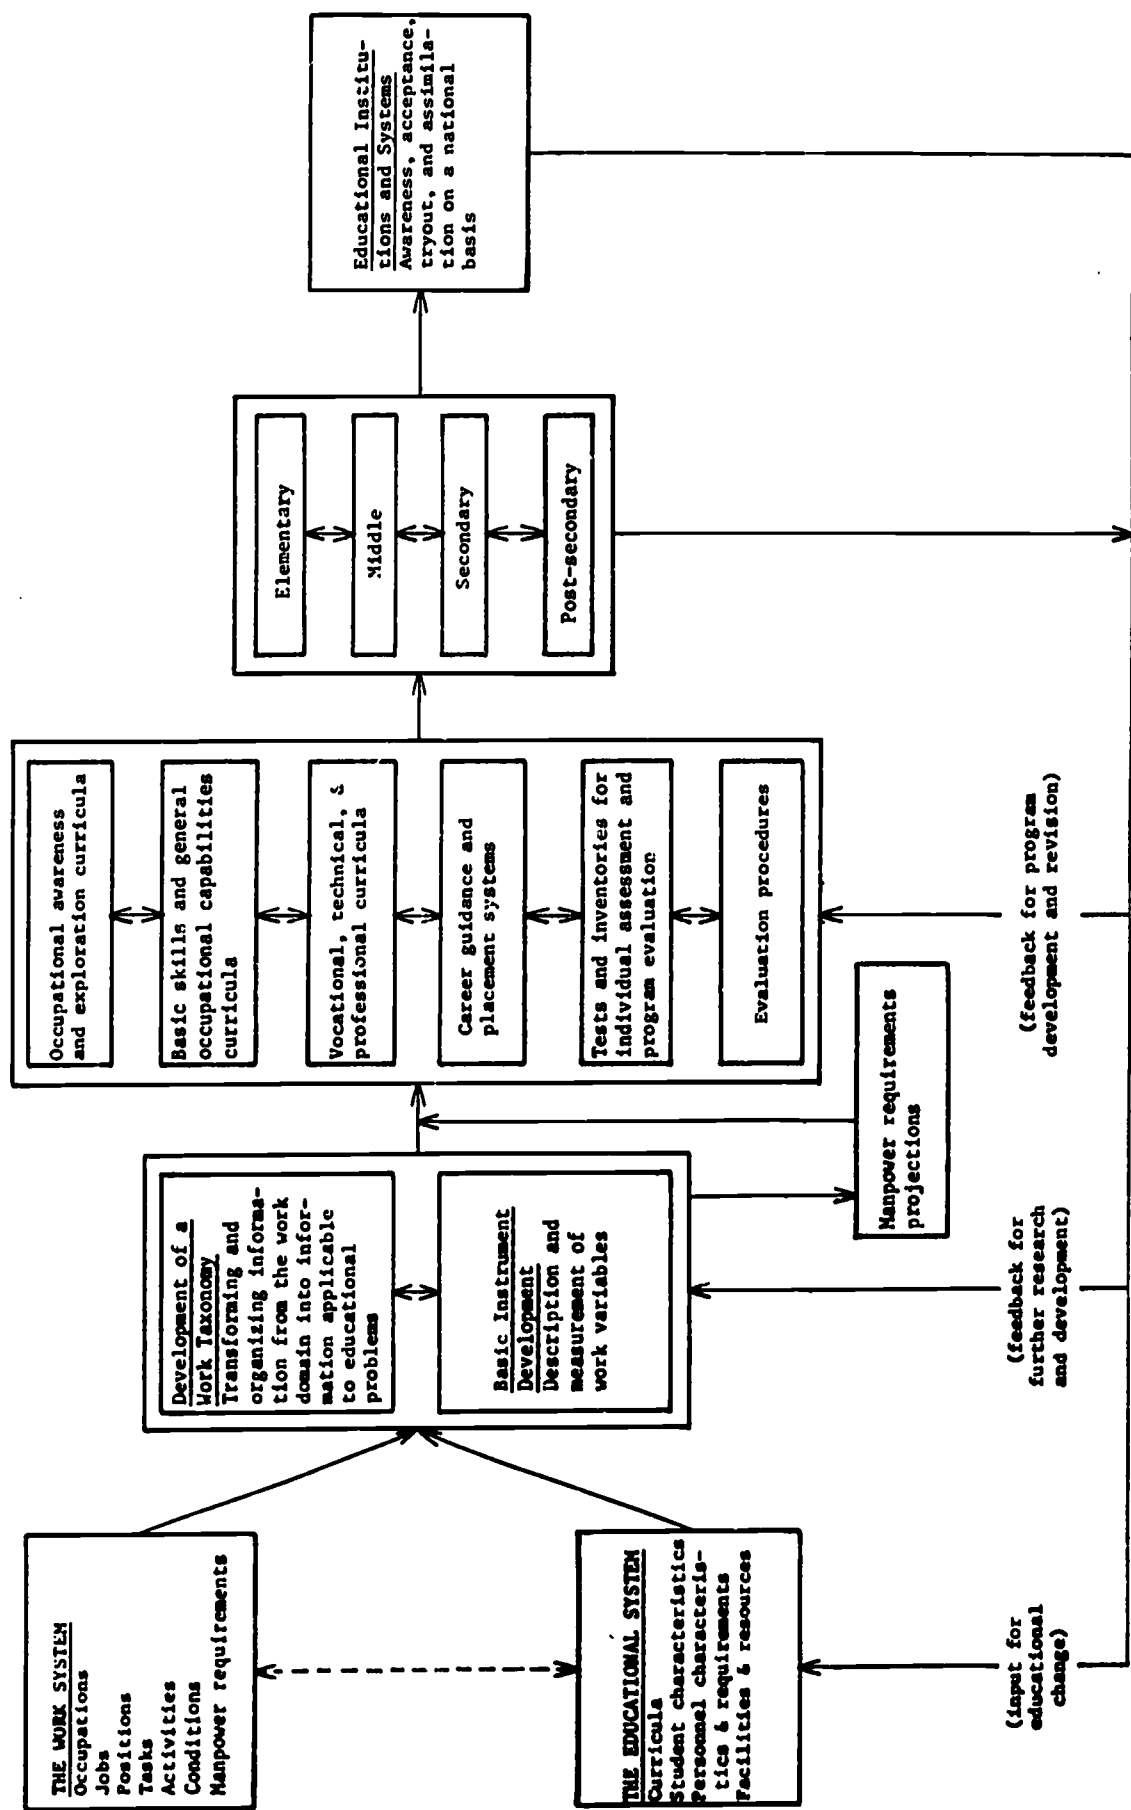 THE WORK SYSTEM
Occupations
Jobs
Positions
Tasks
Activities
Conditions
Manpower requirements
THE EDUCATIONAL SYSTEM
Curricula
Student characteristics
Personnel characteris-
tics & requirements
Facilities & resources
(input for
educational
change)
Development of a
Work Taxonomy
Transforming and
organizing informa-
tion from the work
domain into infor-
mation applicable
to educational
problems
Basic Instrument
Development
Description and
measurement of
work variables
(feedback for
further research
and development)
Manpower requirements
projections
Occupational awareness
and exploration curricula
Basic skills and general
occupational capabilities
curricula
Vocational, technical, &
professional curricula
Career guidance and
placement systems
Tests and inventories for
individual assessment and
program evaluation
Evaluation procedures
(feedback for program
development and revision)
Elementary
Middle
Secondary
Post-secondary
Educational Institu-
tions and Systems
Awareness, acceptance,
tryout, and assimila-
tion on a national
basis